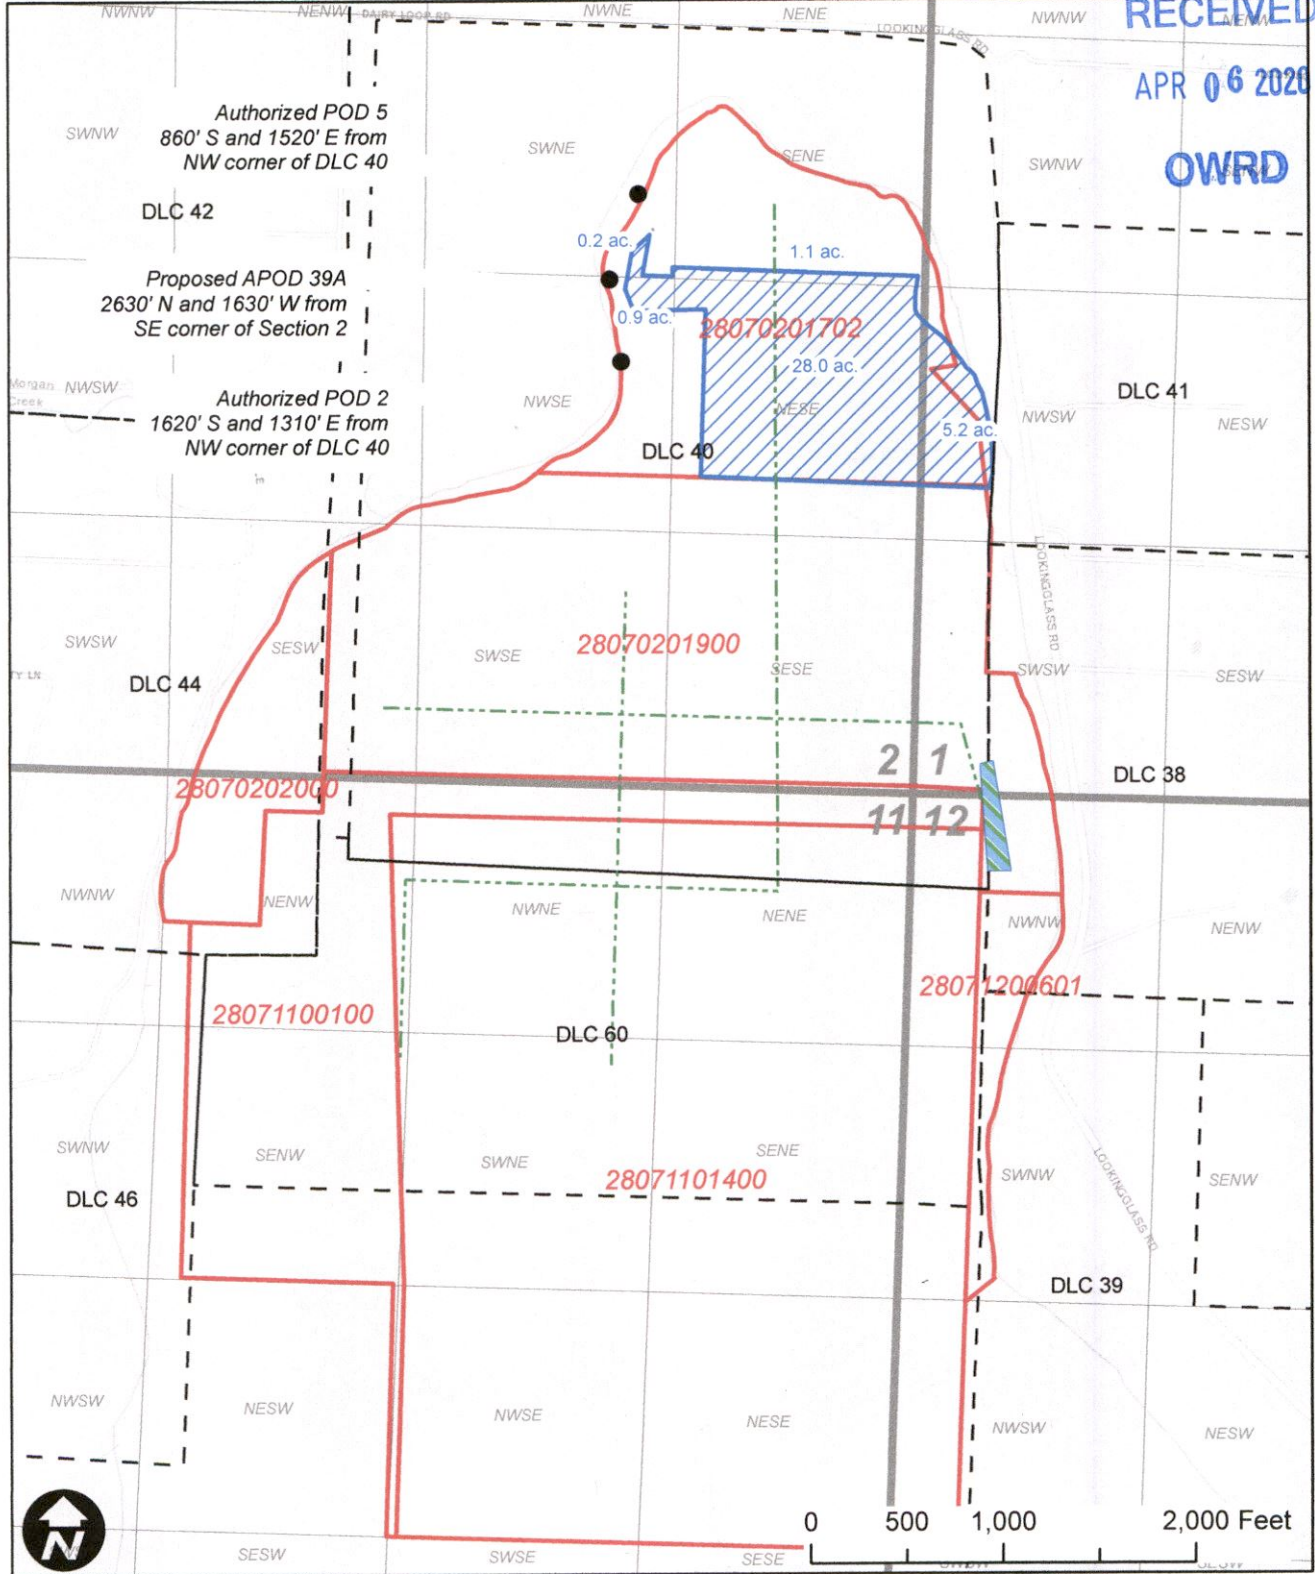 NWNW
NENW
DAIRY LOOP RD
NWNE
NENE
LOOKINGGLASS RD
NWNW
NENW
RECEIVED
APR 06 2020
OWRD
Authorized POD 5
860' S and 1520' E from
NW corner of DLC 40
SWNW
SWNE
SENE
SWNW
SENW
DLC 42
0.2 ac.
1.1 ac.
Proposed APOD 39A
2630' N and 1630' W from
SE corner of Section 2
0.9 ac.
28070201702
28.0 ac.
Morgan
Creek
NWSW
Authorized POD 2
1620' S and 1310' E from
NW corner of DLC 40
NWSE
NESE
5.2 ac.
NWSW
DLC 41
NESW
DLC 40
LOOKINGGLASS RD
SWSW
SESW
SWSE
28070201900
SESE
SWSW
SESW
TY LN
DLC 44
2
1
DLC 38
28070202000
11
12
NWNW
NENW
NWNE
NENE
NWNW
NENW
28071200601
28071100100
DLC 60
SWNW
SENW
SWNE
SENE
SWNW
SENW
LOOKINGGLASS RD
28071101400
DLC 46
DLC 39
NWSW
NESW
NWSE
NESE
NWSW
NESW
0
500
1,000
2,000 Feet
N
SESW
SWSE
SESE
SESW